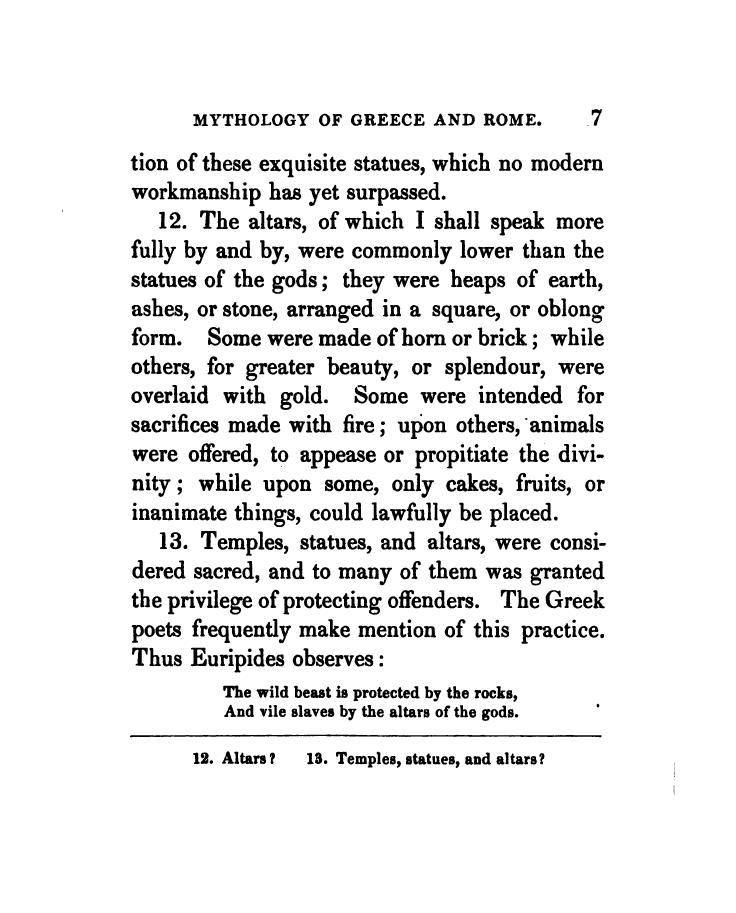 MYTHOLOGY OF GREECE AND ROME. 7
tion of these exquisite statues, which no modern
workmanship has yet surpassed.
12. The altars, of which I shall speak more
fully by and by, were commonly lower than the
statues of the gods; they were heaps of earth,
ashes, or stone, arranged in a square, or oblong
form. Some were made of horn or brick; while
others, for greater beauty, or splendour, were
overlaid with gold. Some were intended for
sacrifices made with fire; upon others, animals
were offered, to appease or propitiate the divi-
nity; while upon some, only cakes, fruits, or
inanimate things, could lawfully be placed.
13. Temples, statues, and altars, were consi-
dered sacred, and to many of them was granted
the privilege of protecting offenders. The Greek
poets frequently make mention of this practice.
Thus Euripides observes:
The wild beast is protected by the rocks,
And vile slaves by the altars of the gods.
12. Altars? 13. Temples, statues, and altars?